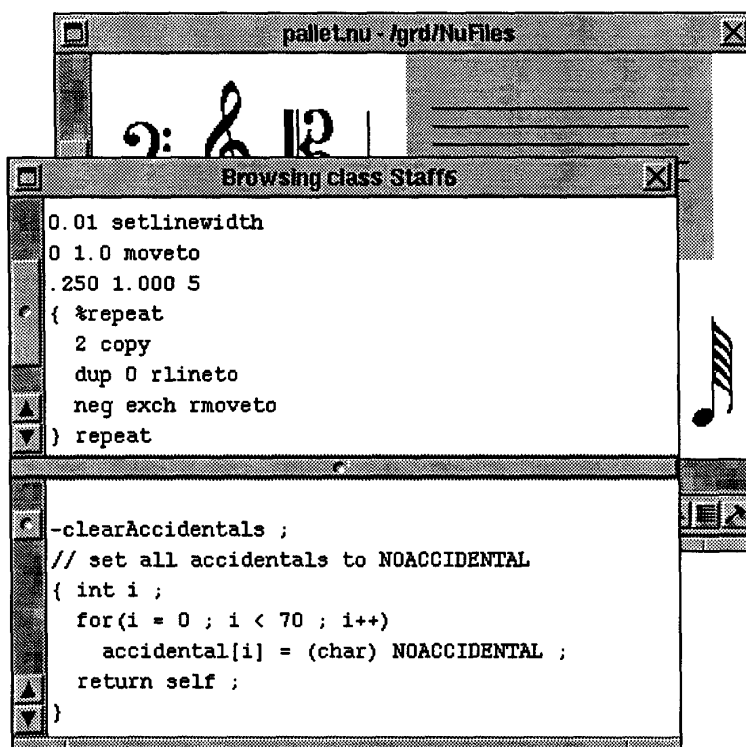 pallet.nu - /grd/NuFiles
Browsing class Staff6
0.01 setlinewidth
0 1.0 moveto
.250 1.000 5
{ %repeat
2 copy
dup 0 rlineto
neg exch rmoveto
} repeat
-clearAccidentals ;
// set all accidentals to NOACCIDENTAL
{ int i ;
for(i = 0 ; i < 70 ; i++)
accidental[i] = (char) NOACCIDENTAL ;
return self ;
}